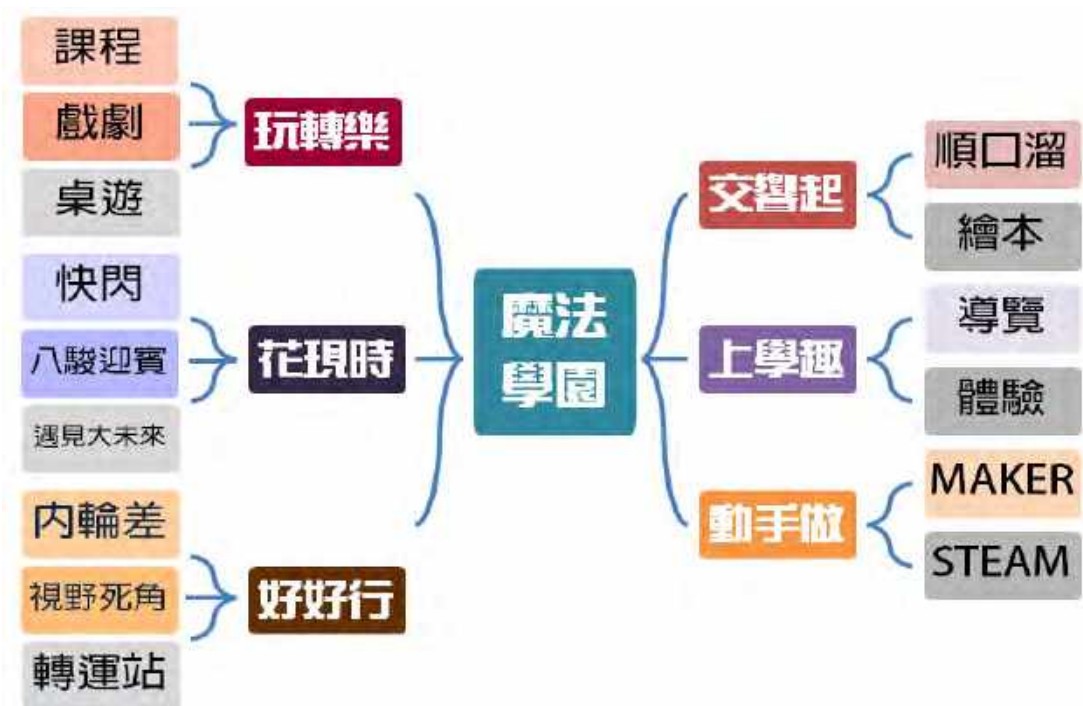 課程
戲劇
桌遊
玩轉樂
快閃
八駿迎賓
遇見大未來
花現時
內輪差
視野死角
轉運站
好好行
魔法
學園
交響起
順口溜
繪本
上學趣
導覽
體驗
動手做
MAKER
STEAM